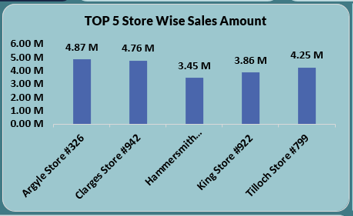 TOP 5 Store Wise Sales Amount
6.00 M
5.00 M
4.00 M
3.00 M
2.00 M
1.00 M
0.00 M
4.87 M
4.76 M
3.45 M
3.86 M
4.25 M
Argyle Store #326
Clarges Store #942
Hammersmith...
King Store #922
Tilloch Store #799